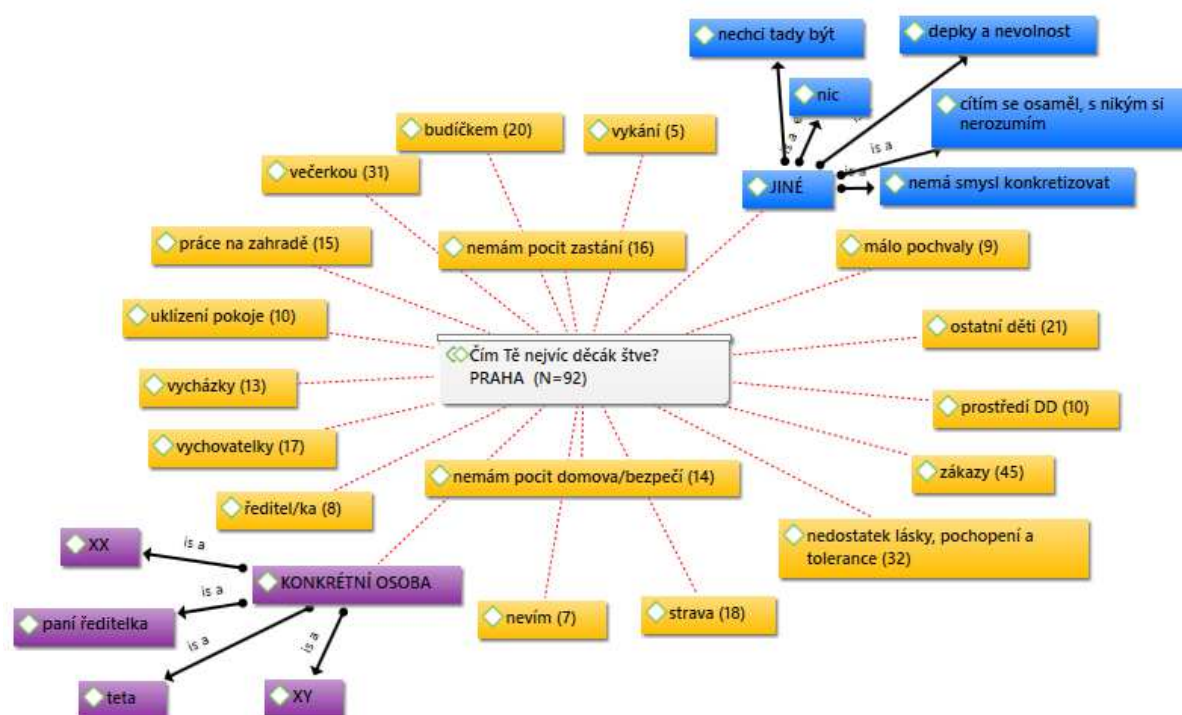 nechci tady být
depky a nevolnost
nic
cítím se osaměl, s nikým si
nerozumím
is a
is a
is a
JINÉ
nemá smysl konkretizovat
budíčkem (20)
vykání (5)
večerkou (31)
práce na zahradě (15)
nemám pocit zastání (16)
málo pochvaly (9)
uklízení pokoje (10)
ostatní děti (21)
Čím Tě nejvíc děcák štve?
PRAHA (N=92)
vycházky (13)
prostředí DD (10)
vychovatelky (17)
nemám pocit domova/bezpečí (14)
zákazy (45)
ředitel/ka (8)
nedostatek lásky, pochopení a
tolerance (32)
XX
is a
KONKRÉTNÍ OSOBA
is a
paní ředitelka
is a
is a
nevím (7)
strava (18)
teta
XY